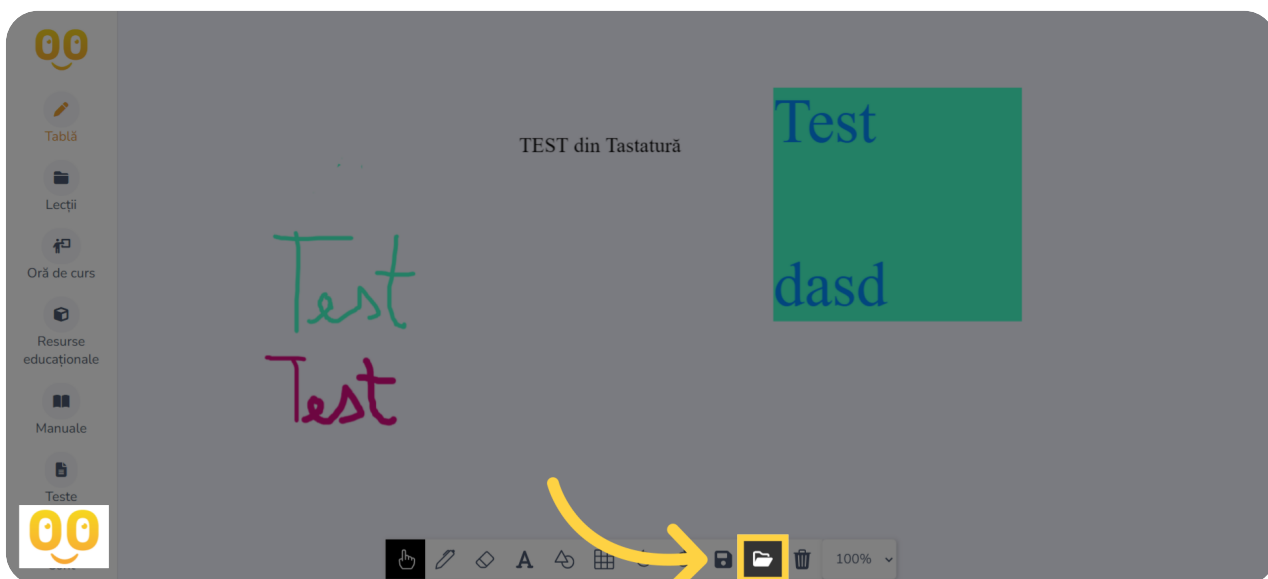 Tablă
Lecții
Oră de curs
Resurse
educaționale
Manuale
Teste
TEST din Tastatură
Test
dasd
Test
Test
A
100%